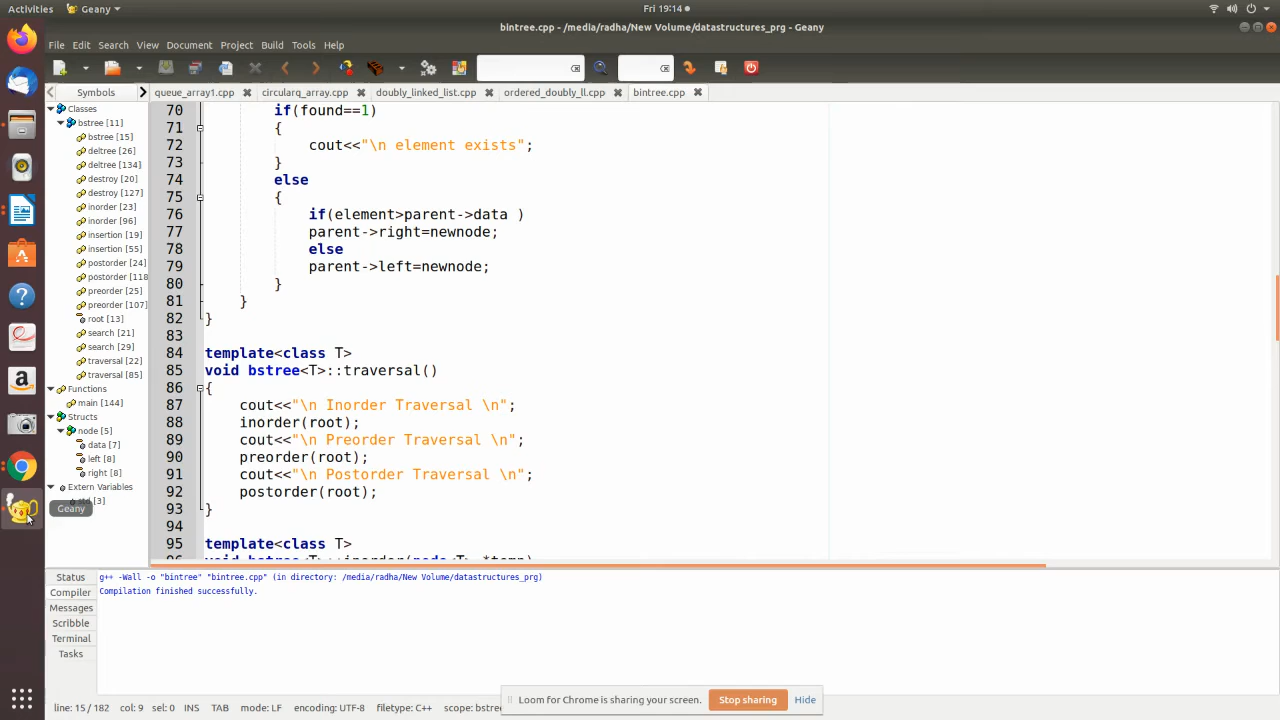 Activities Geany Fri 19:14
bintree.cpp - /media/radha/New Volume/datastructures_prg - Geany
File Edit Search View Document Project Build Tools Help
Symbols queue_array1.cpp circularq_array.cpp doubly_linked_list.cpp ordered_doubly_ll.cpp bintree.cpp
Classes
bstree [11]
bstree [15]
deltree [26]
deltree [134]
destroy [20]
destroy [127]
inorder [23]
inorder [96]
insertion [19]
insertion [55]
postorder [24]
postorder [118
preorder [25]
preorder [107]
root [13]
search [21]
search [29]
traversal [22]
traversal [85]
Functions
main [144]
Structs
node [5]
data [7]
left [8]
right [8]
Extern Variables
[3]
Geany
70 if(found==1)
71 {
72 cout<<"\n element exists";
73 }
74 else
75 {
76 if(element>parent->data )
77 parent->right=newnode;
78 else
79 parent->left=newnode;
80 }
81 }
82 }
83
84 template<class T>
85 void bstree<T>::traversal()
86 {
87 cout<<"\n Inorder Traversal \n";
88 inorder(root);
89 cout<<"\n Preorder Traversal \n";
90 preorder(root);
91 cout<<"\n Postorder Traversal \n";
92 postorder(root);
93 }
94
95 template<class T>
96 void bstree<T>::inorder(node<T> *temp)
Status
Compiler
Messages
Scribble
Terminal
Tasks
g++ -Wall -o "bintree" "bintree.cpp" (in directory: /media/radha/New Volume/datastructures_prg)
Compilation finished successfully.
Loom for Chrome is sharing your screen. Stop sharing Hide
line: 15 / 182 col: 9 sel: 0 INS TAB mode: LF encoding: UTF-8 filetype: C++ scope: bstree